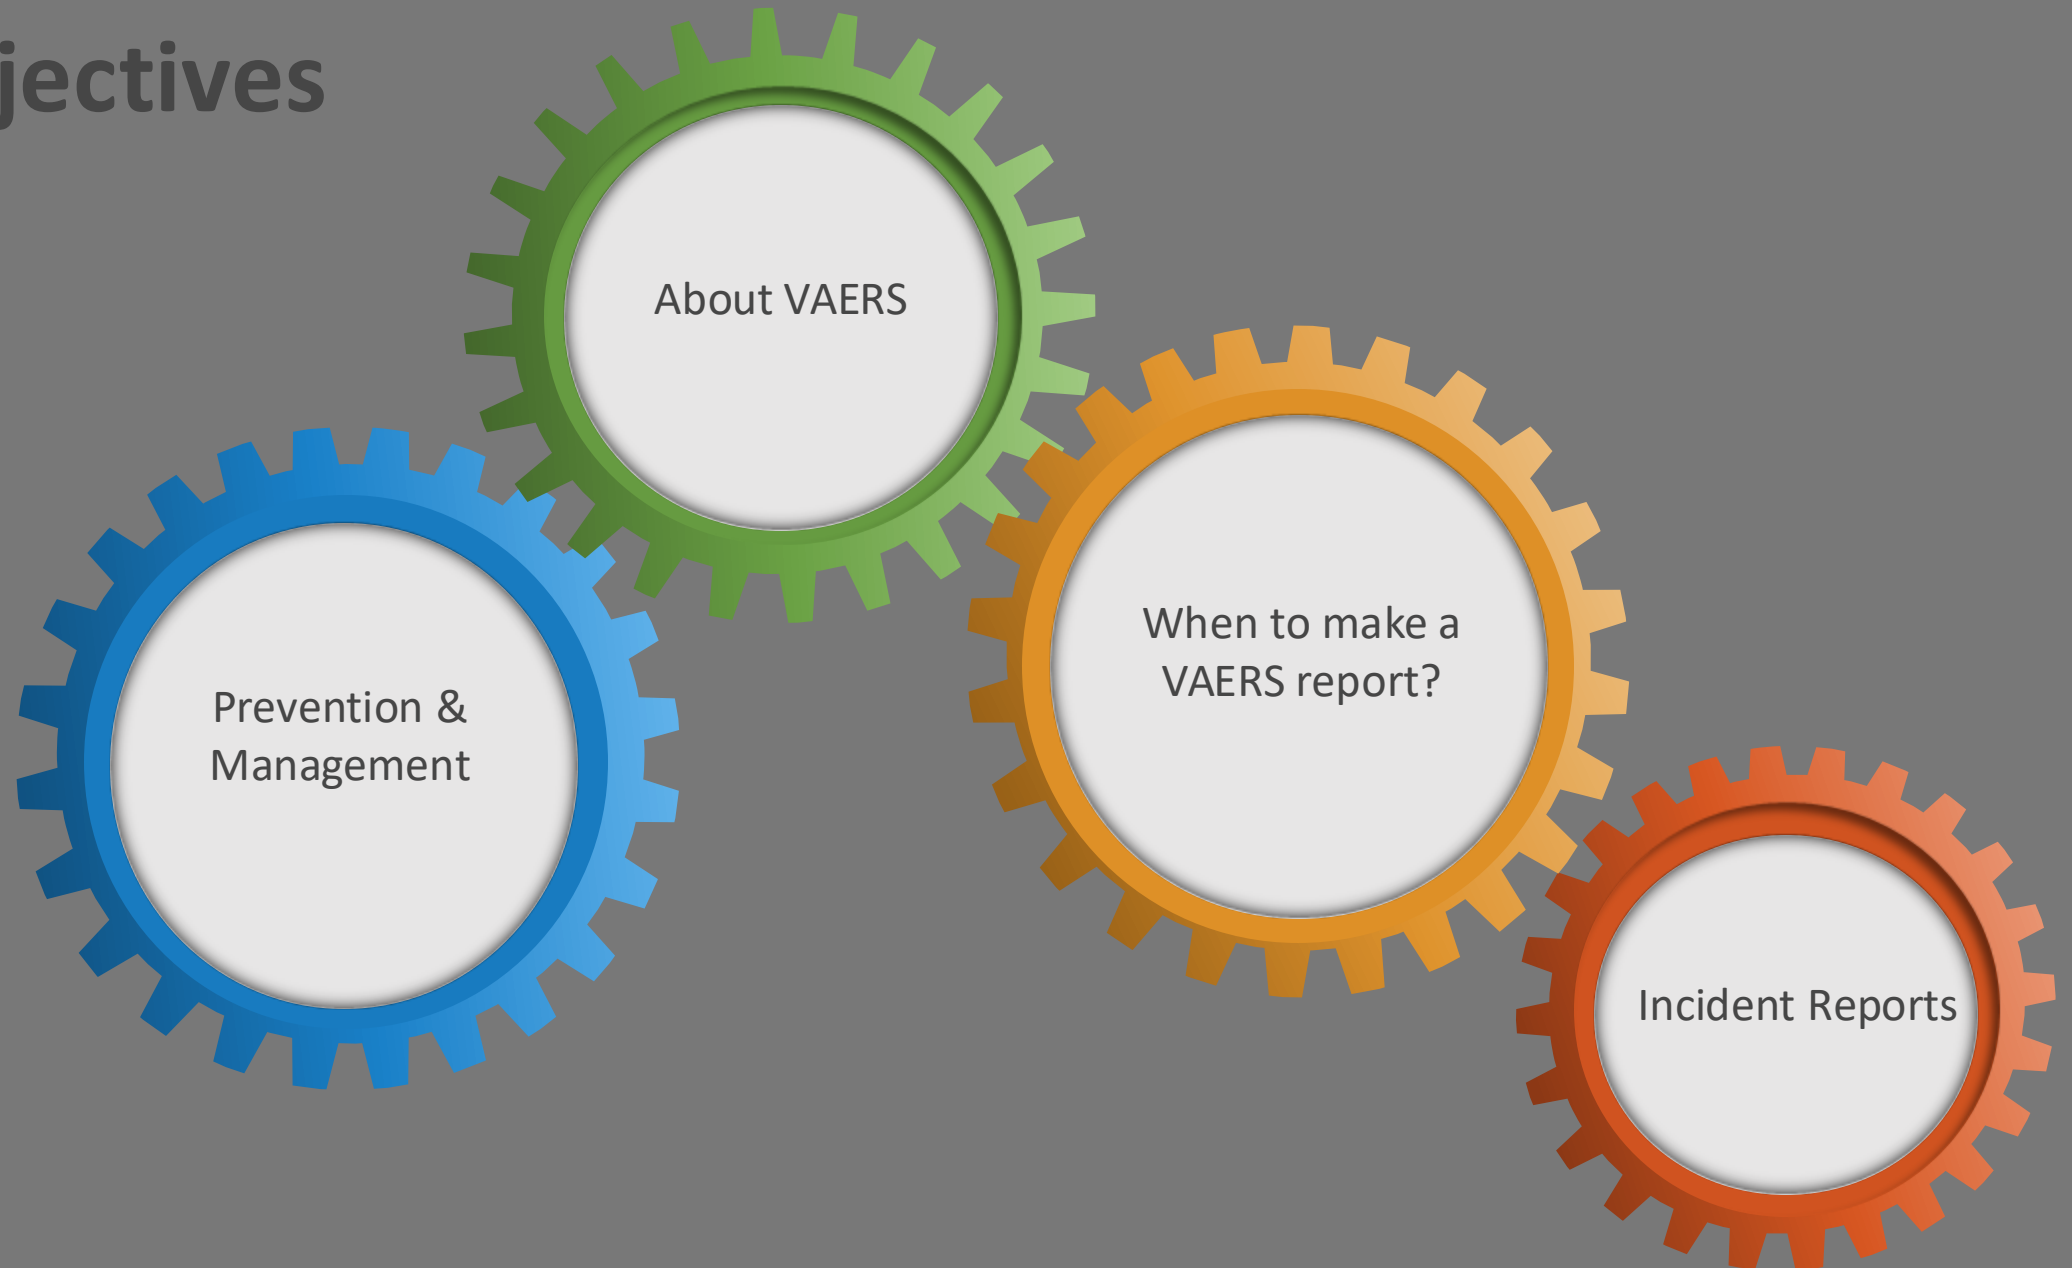 jectives
About VAERS
When to make a
VAERS report?
Prevention &
Management
Incident Reports